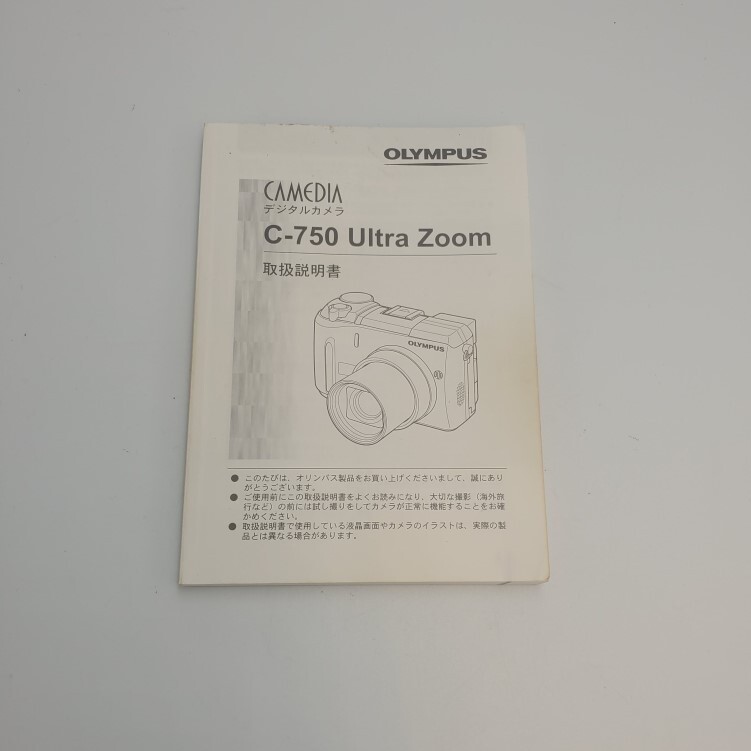 OLYMPUS
CAMEDIA
デジタルカメラ
C-750 Ultra Zoom
取扱説明書
OLYMPUS
● このたびは、オリンパス製品をお買い上げくださいまして、誠にあり
がとうございます。
● ご使用前にこの取扱説明書をよくお読みになり、大切な撮影（海外旅
行など）の前には試し撮りをしてカメラが正常に機能することをお確
かめください。
● 取扱説明書で使用している液晶画面やカメラのイラストは、実際の製
品とは異なる場合があります。